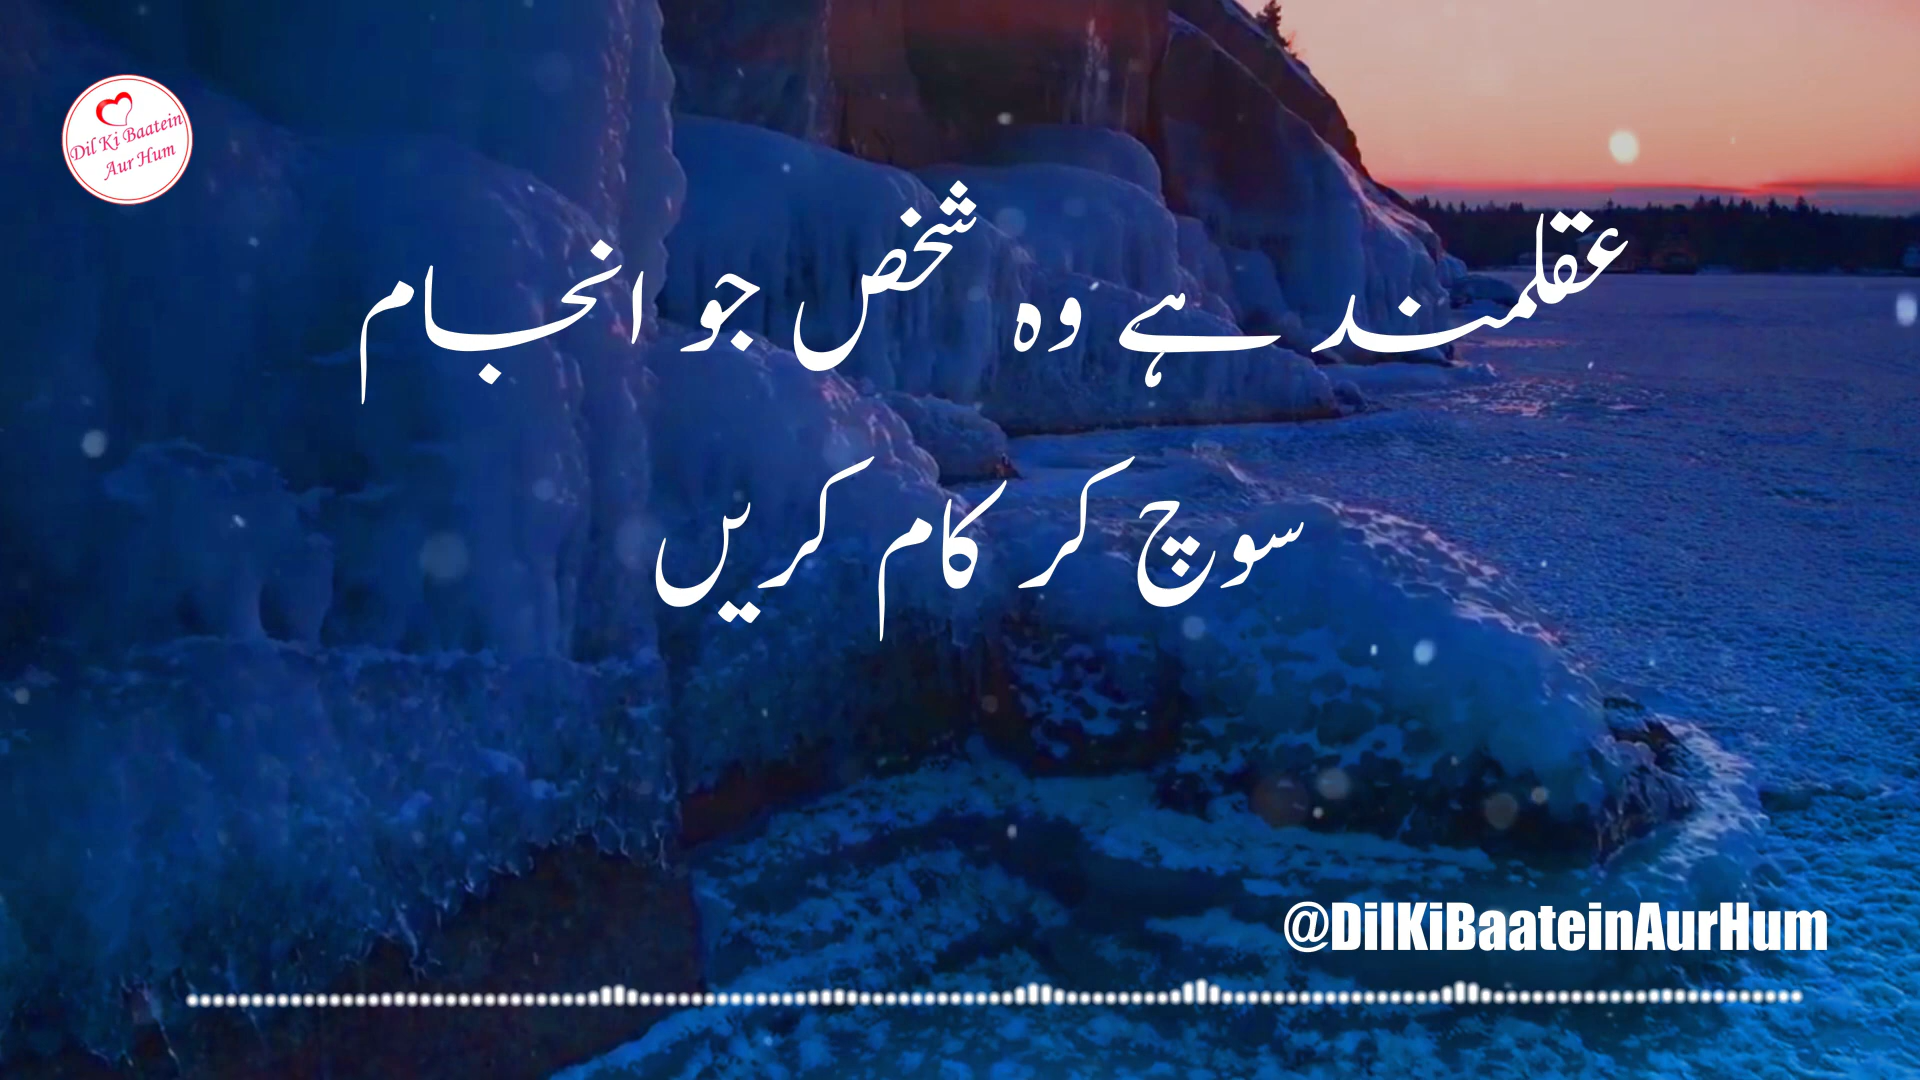 Dil Ki Baatein
Aur Hum
عقلمند ہے وہ شخص جو انجام
سوچ کر کام کریں
@DilKiBaateinAurHum